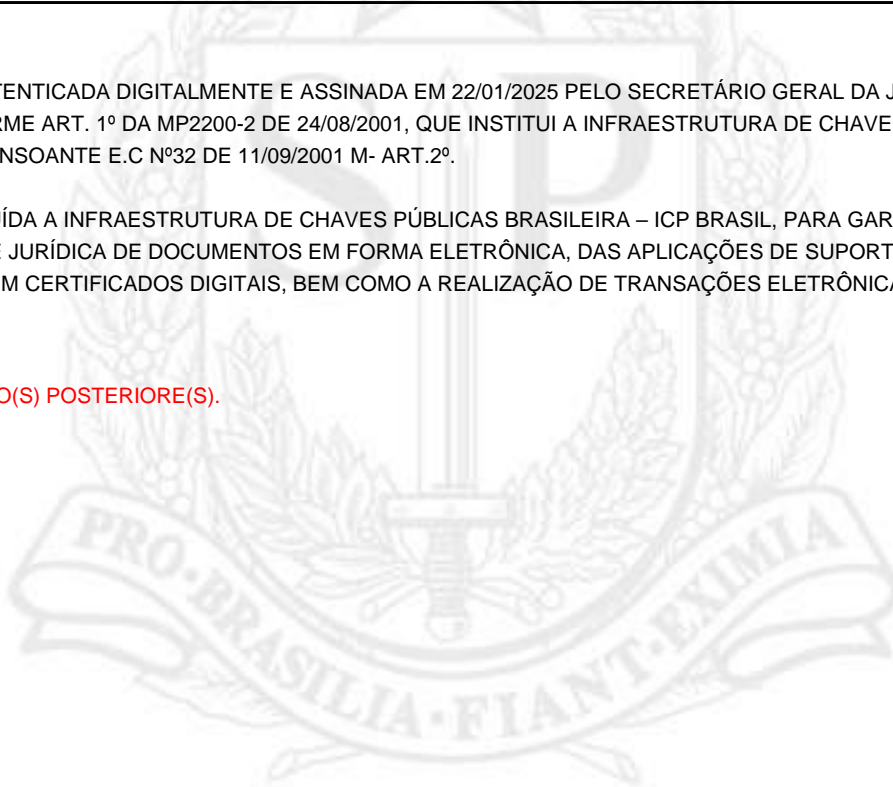 TENTICADA DIGITALMENTE E ASSINADA EM 22/01/2025 PELO SECRETÁRIO GERAL DA J
RME ART. 1º DA MP2200-2 DE 24/08/2001, QUE INSTITUI A INFRAESTRUTURA DE CHAVE
NSOANTE E.C Nº32 DE 11/09/2001 M- ART.2º.
ÍDA A INFRAESTRUTURA DE CHAVES PÚBLICAS BRASILEIRA – ICP BRASIL, PARA GAR
E JURÍDICA DE DOCUMENTOS EM FORMA ELETRÔNICA, DAS APLICAÇÕES DE SUPORT
M CERTIFICADOS DIGITAIS, BEM COMO A REALIZAÇÃO DE TRANSAÇÕES ELETRÔNICA
O(S) POSTERIORE(S).
SP
PRO·BRASILIA·FIANT·EXIMIA